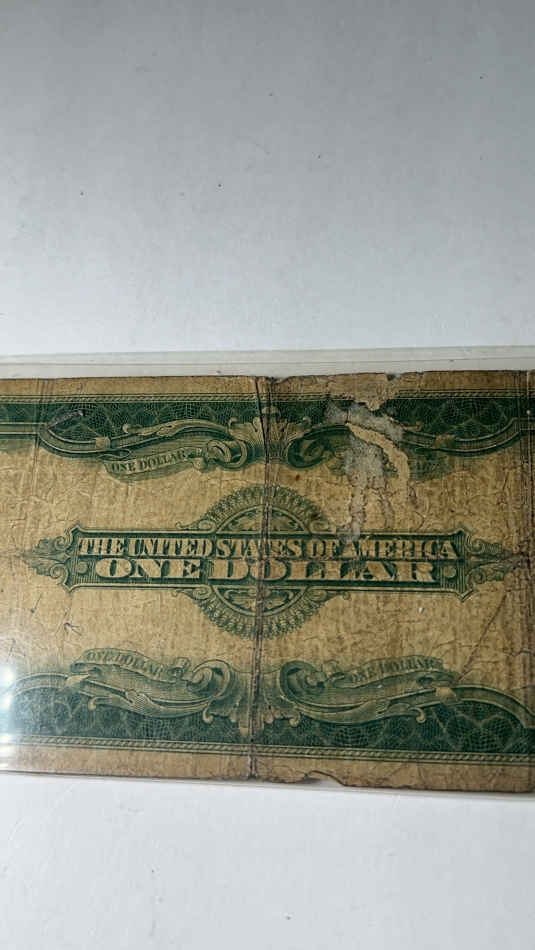 ONE DOLLAR
THE UNITED STATES OF AMERICA
ONE DOLLAR
ONE DOLLAR ONE DOLLAR